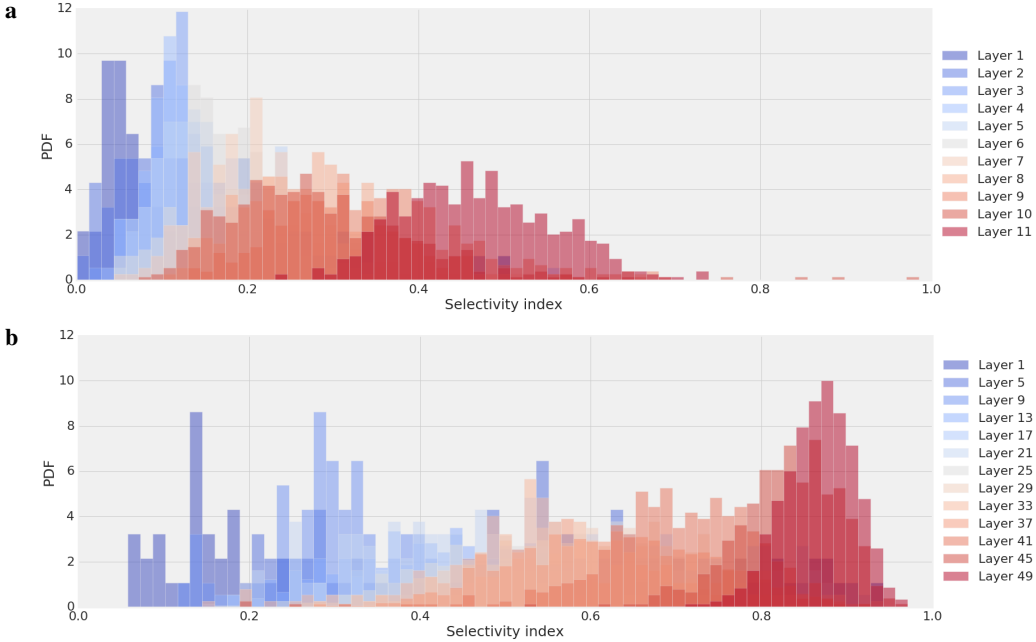 a
12
10
8
6
4
2
0
PDF
0.0 0.2 0.4 0.6 0.8 1.0
Selectivity index
Layer 1
Layer 2
Layer 3
Layer 4
Layer 5
Layer 6
Layer 7
Layer 8
Layer 9
Layer 10
Layer 11
b
12
10
8
6
4
2
0
PDF
0.0 0.2 0.4 0.6 0.8 1.0
Selectivity index
Layer 1
Layer 5
Layer 9
Layer 13
Layer 17
Layer 21
Layer 25
Layer 29
Layer 33
Layer 37
Layer 41
Layer 45
Layer 49